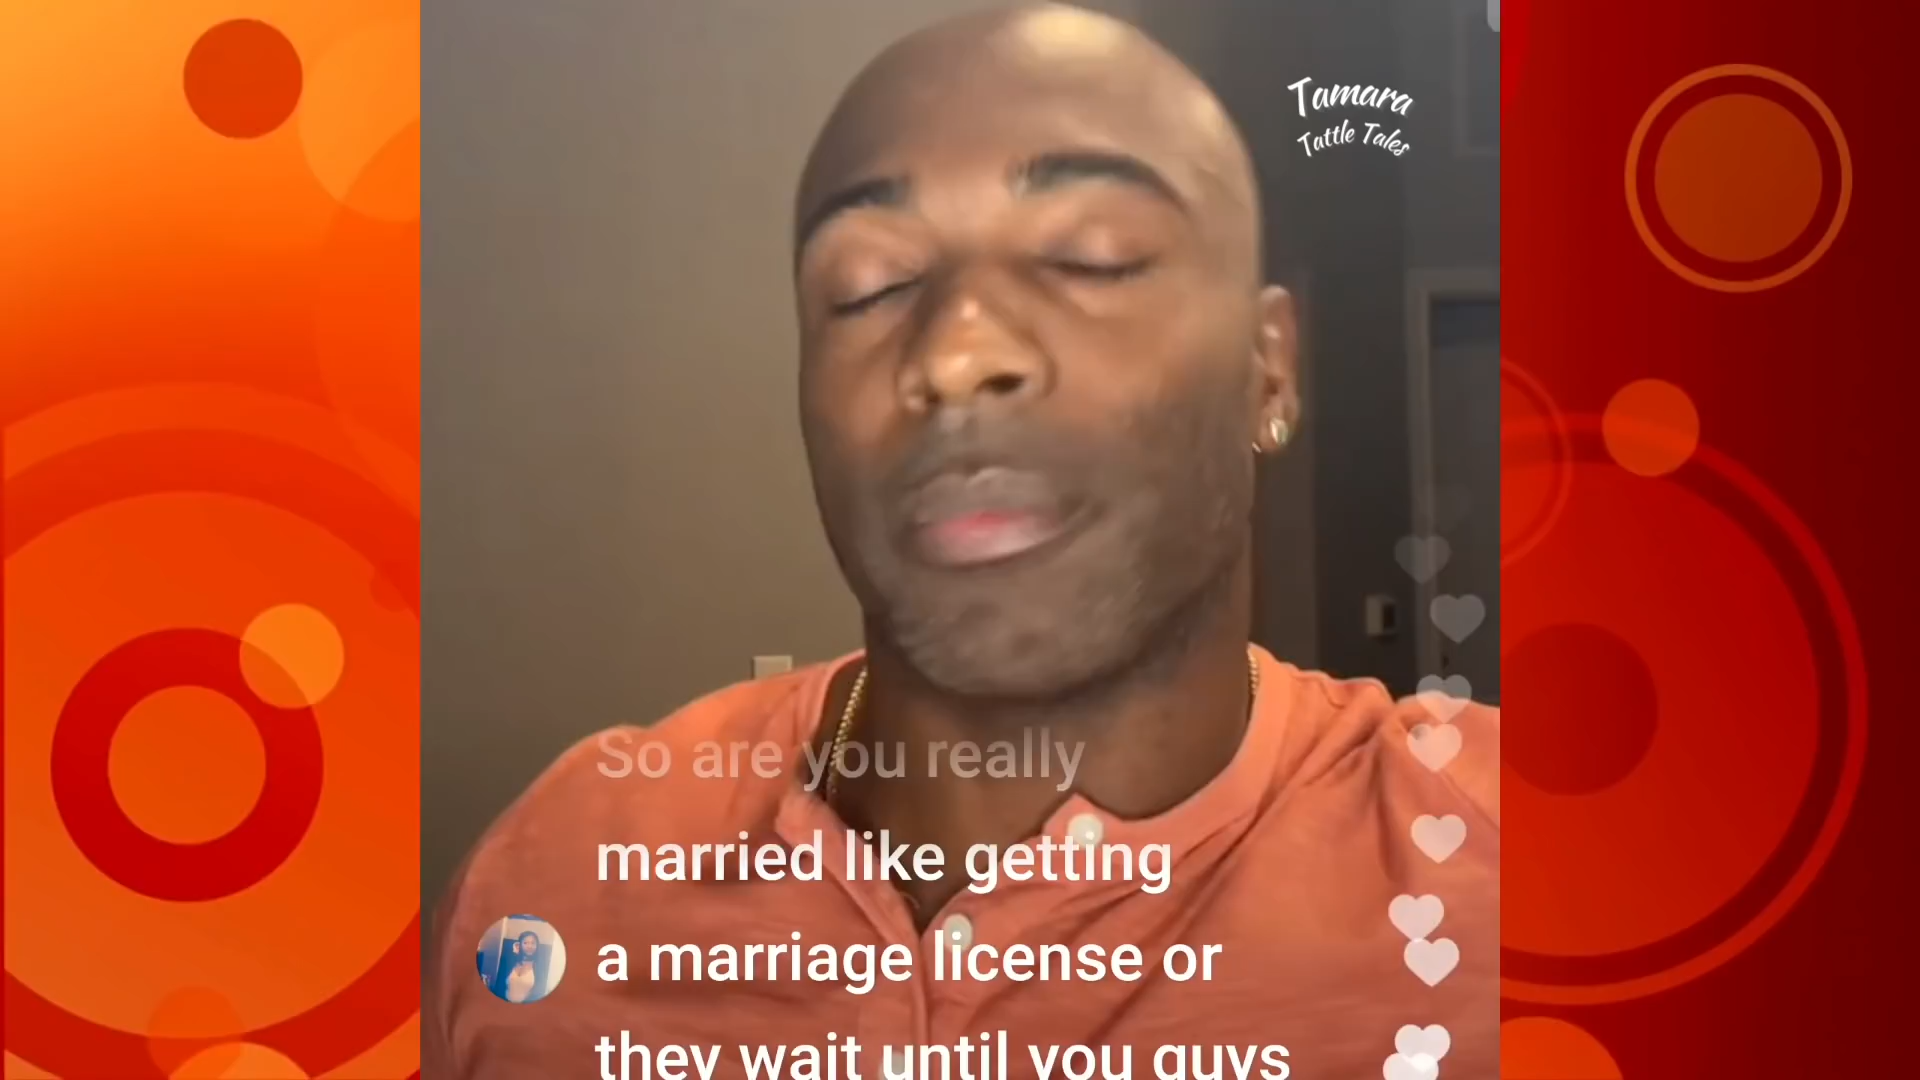 Tamara
Tattle Tales
So are you really
married like getting
a marriage license or
they wait until you guys